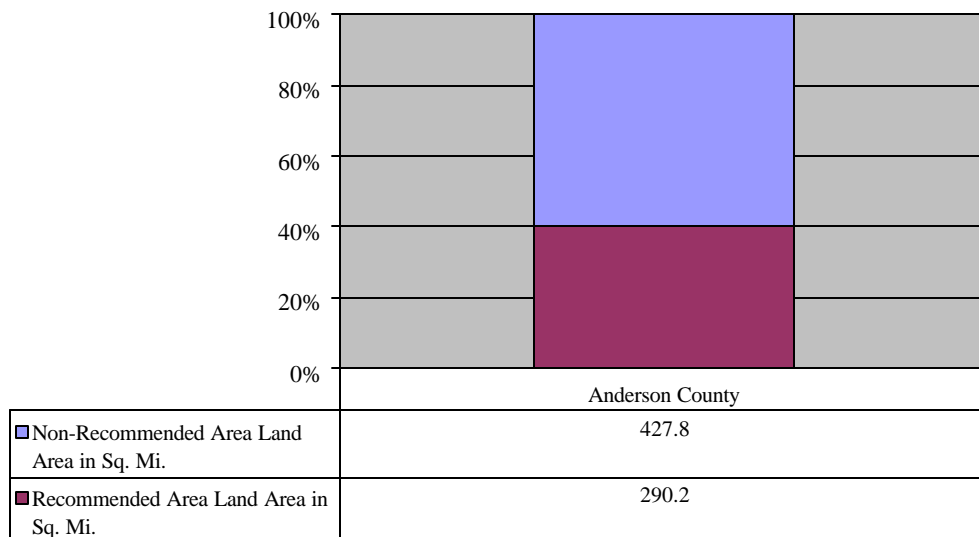 100%
80%
60%
40%
20%
0%
Anderson County
Non-Recommended Area Land
Area in Sq. Mi.
427.8
Recommended Area Land Area in
Sq. Mi.
290.2